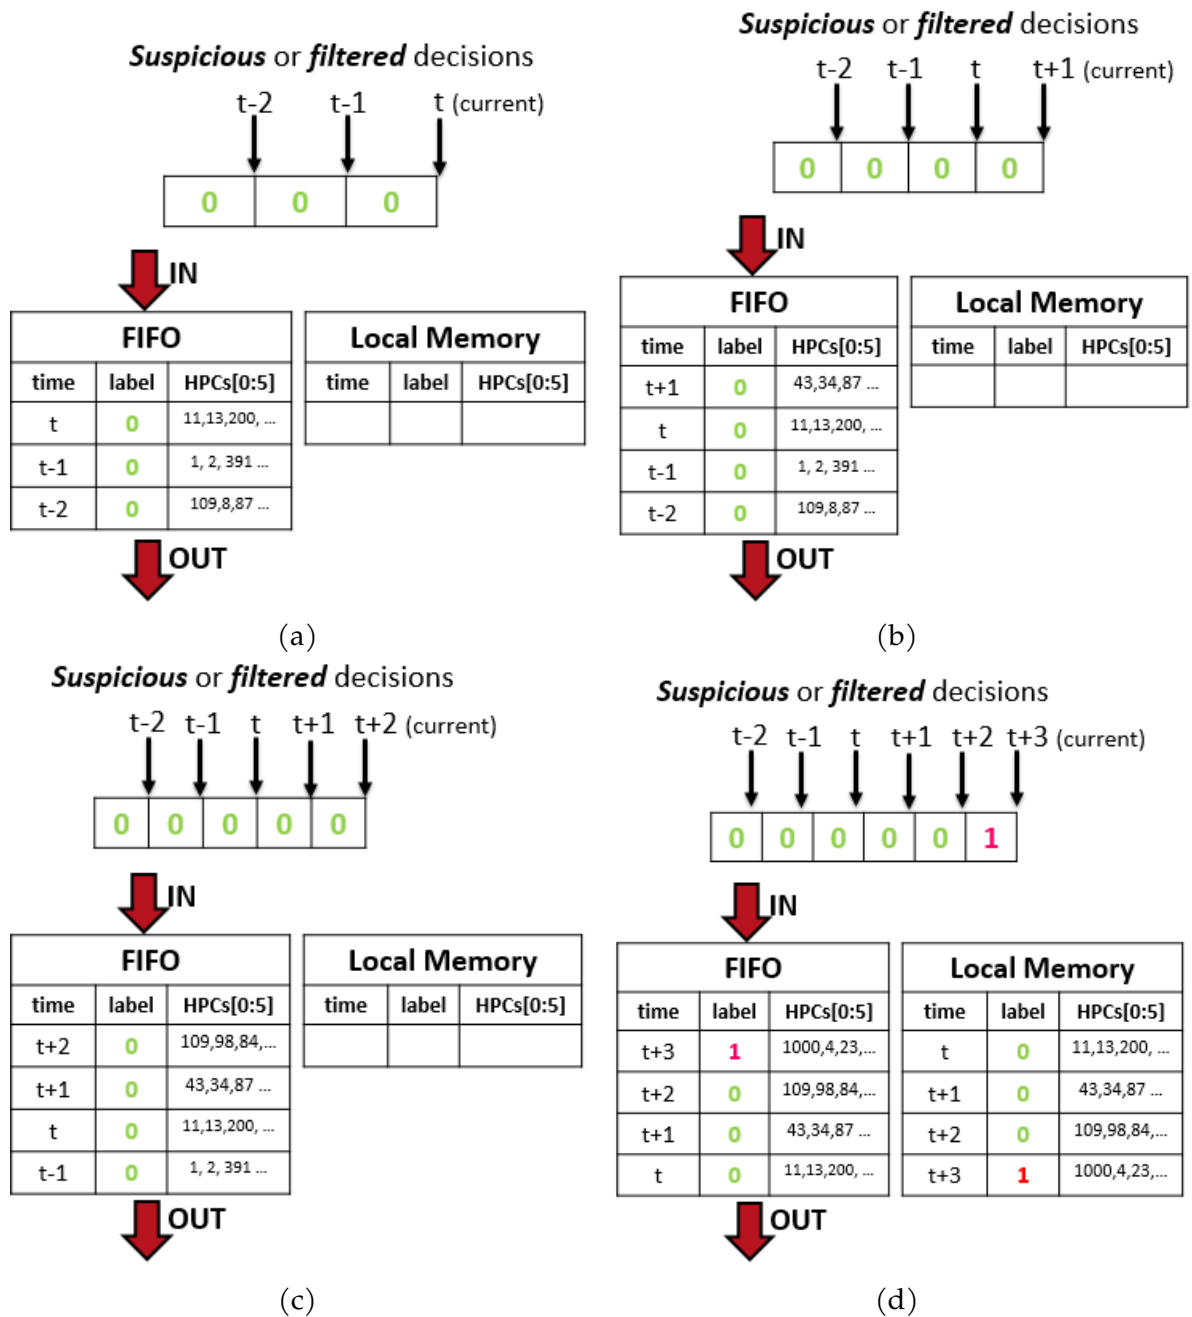 Suspicious or filtered decisions
t-2 t-1 t (current)
0 0 0
IN
FIFO
time label HPCs[0:5]
t 0 11,13,200, ...
t-1 0 1, 2, 391 ...
t-2 0 109,8,87 ...
OUT
Local Memory
time label HPCs[0:5]
(a)
Suspicious or filtered decisions
t-2 t-1 t t+1 (current)
0 0 0 0
IN
FIFO
time label HPCs[0:5]
t+1 0 43,34,87 ...
t 0 11,13,200, ...
t-1 0 1, 2, 391 ...
t-2 0 109,8,87 ...
OUT
Local Memory
time label HPCs[0:5]
(b)
Suspicious or filtered decisions
t-2 t-1 t t+1 t+2 (current)
0 0 0 0 0
IN
FIFO
time label HPCs[0:5]
t+2 0 109,98,84,...
t+1 0 43,34,87 ...
t 0 11,13,200, ...
t-1 0 1, 2, 391 ...
OUT
Local Memory
time label HPCs[0:5]
(c)
Suspicious or filtered decisions
t-2 t-1 t t+1 t+2 t+3 (current)
0 0 0 0 0 1
IN
FIFO
time label HPCs[0:5]
t+3 1 1000,4,23,...
t+2 0 109,98,84,...
t+1 0 43,34,87 ...
t 0 11,13,200, ...
OUT
Local Memory
time label HPCs[0:5]
t 0 11,13,200, ...
t+1 0 43,34,87 ...
t+2 0 109,98,84,...
t+3 1 1000,4,23,...
(d)